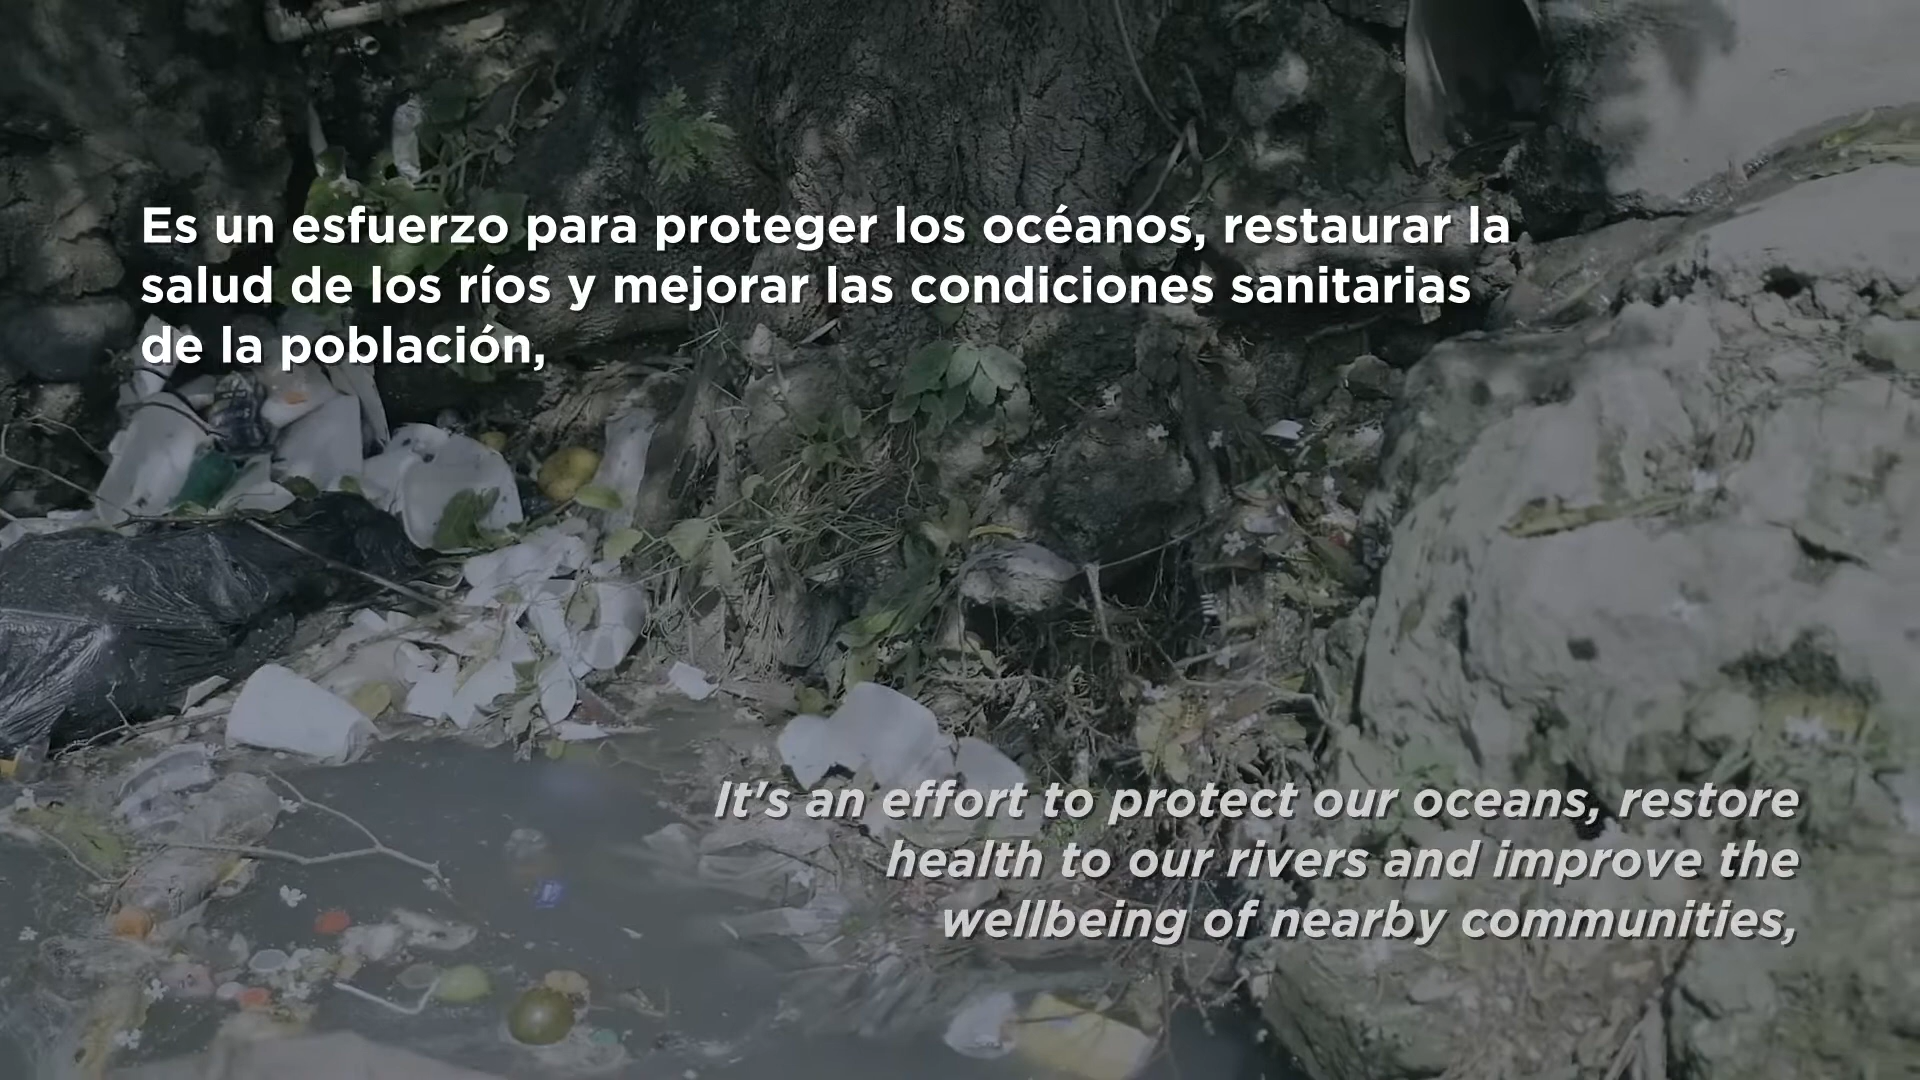 Es un esfuerzo para proteger los océanos, restaurar la
salud de los ríos y mejorar las condiciones sanitarias
de la población,
It's an effort to protect our oceans, restore
health to our rivers and improve the
wellbeing of nearby communities,